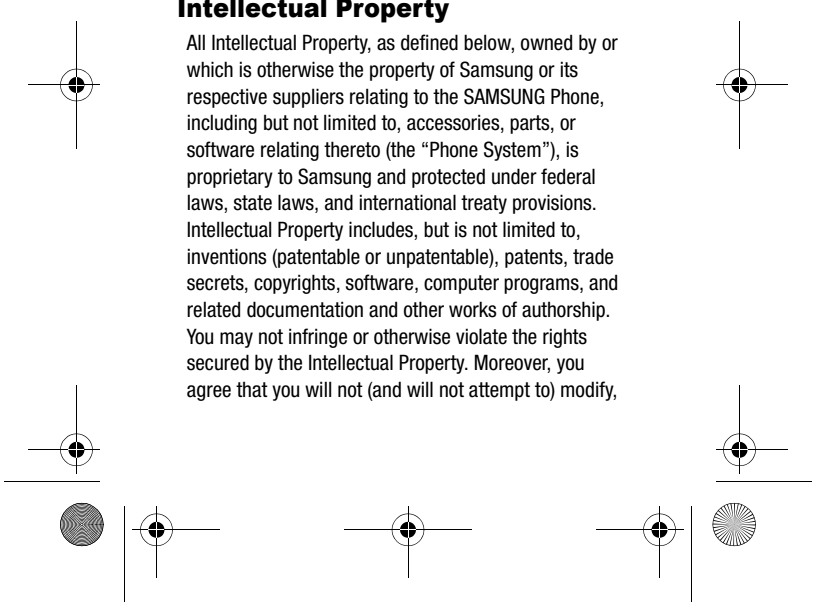 Intellectual Property
All Intellectual Property, as defined below, owned by or
which is otherwise the property of Samsung or its
respective suppliers relating to the SAMSUNG Phone,
including but not limited to, accessories, parts, or
software relating thereto (the “Phone System”), is
proprietary to Samsung and protected under federal
laws, state laws, and international treaty provisions.
Intellectual Property includes, but is not limited to,
inventions (patentable or unpatentable), patents, trade
secrets, copyrights, software, computer programs, and
related documentation and other works of authorship.
You may not infringe or otherwise violate the rights
secured by the Intellectual Property. Moreover, you
agree that you will not (and will not attempt to) modify,